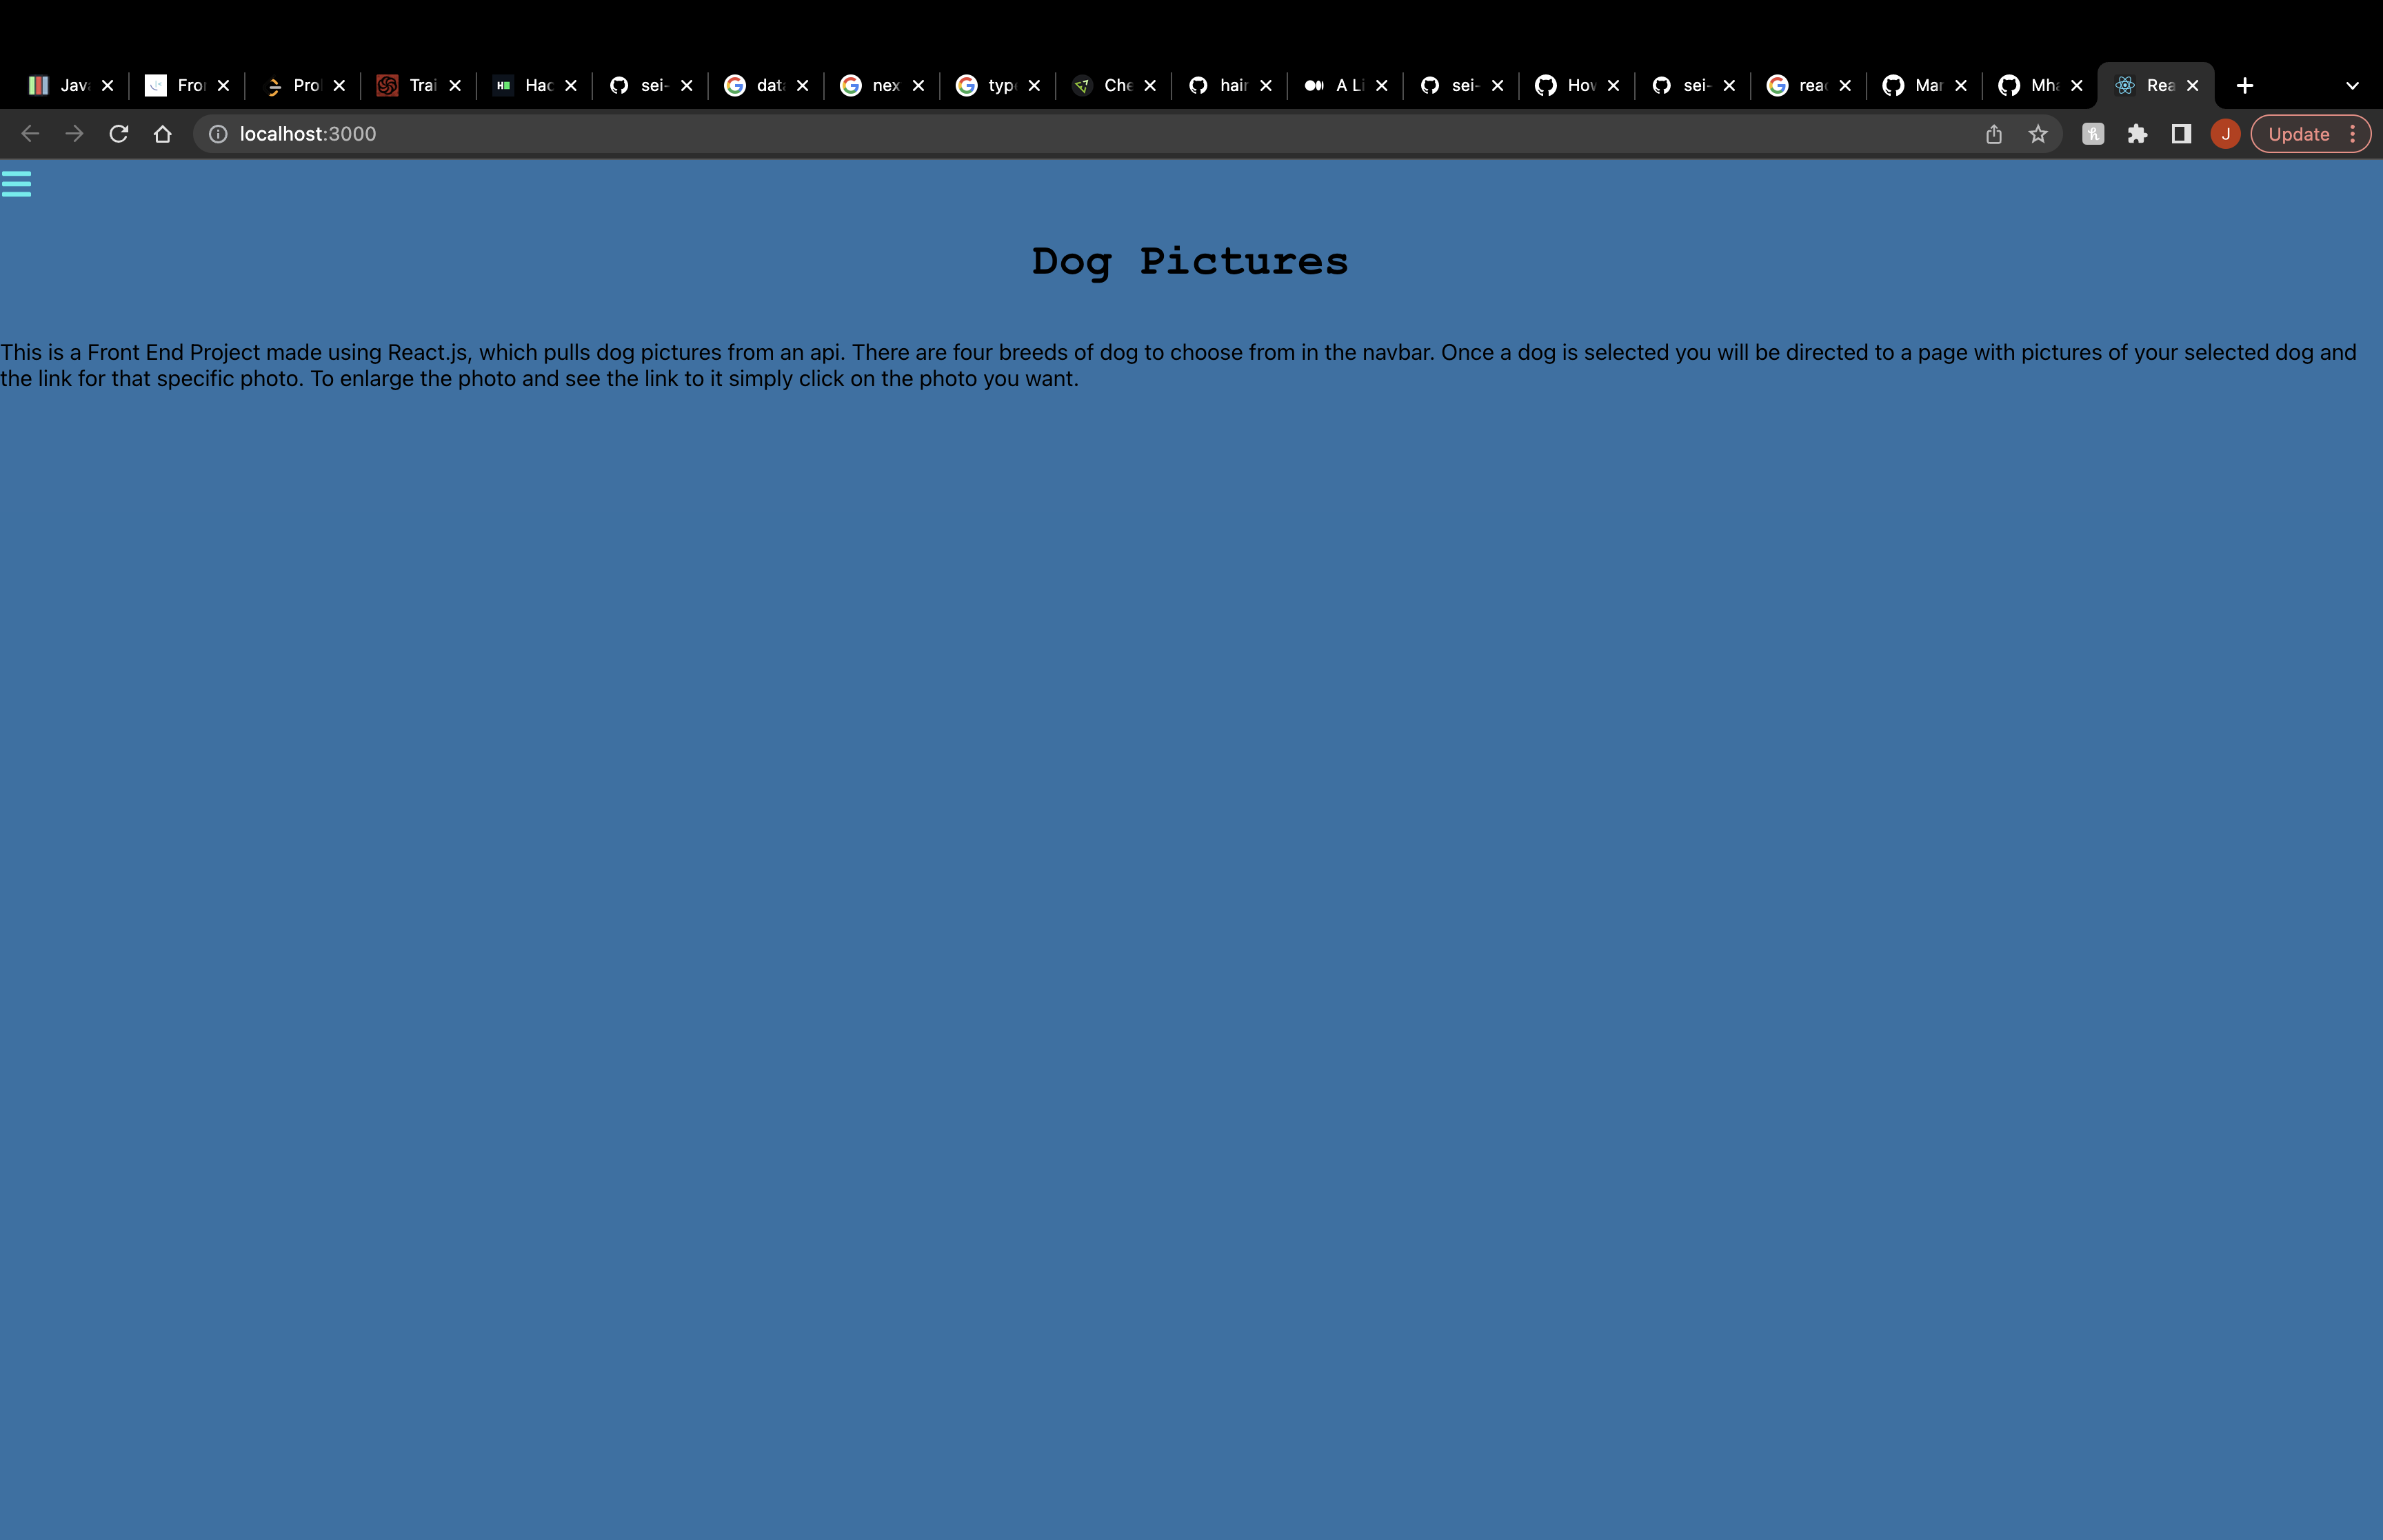 Jav Fro Pro Trai Hac sei- dat nex typ Che hair A Li sei- How sei- reac Mar Mha Rea
localhost:3000 J Update
Dog Pictures
This is a Front End Project made using React.js, which pulls dog pictures from an api. There are four breeds of dog to choose from in the navbar. Once a dog is selected you will be directed to a page with pictures of your selected dog and
the link for that specific photo. To enlarge the photo and see the link to it simply click on the photo you want.